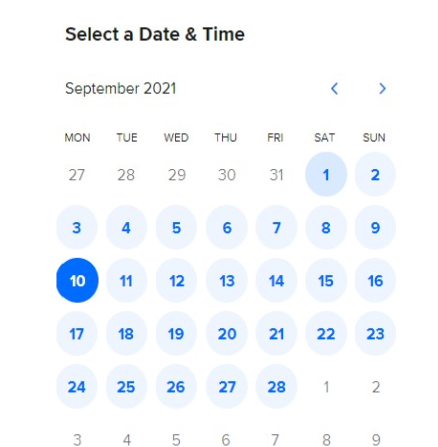 Select a Date & Time
September 2021
MON TUE WED THU FRI SAT SUN
27 28 29 30 31 1 2
3 4 5 6 7 8 9
10 11 12 13 14 15 16
17 18 19 20 21 22 23
24 25 26 27 28 1 2
3 4 5 6 7 8 9